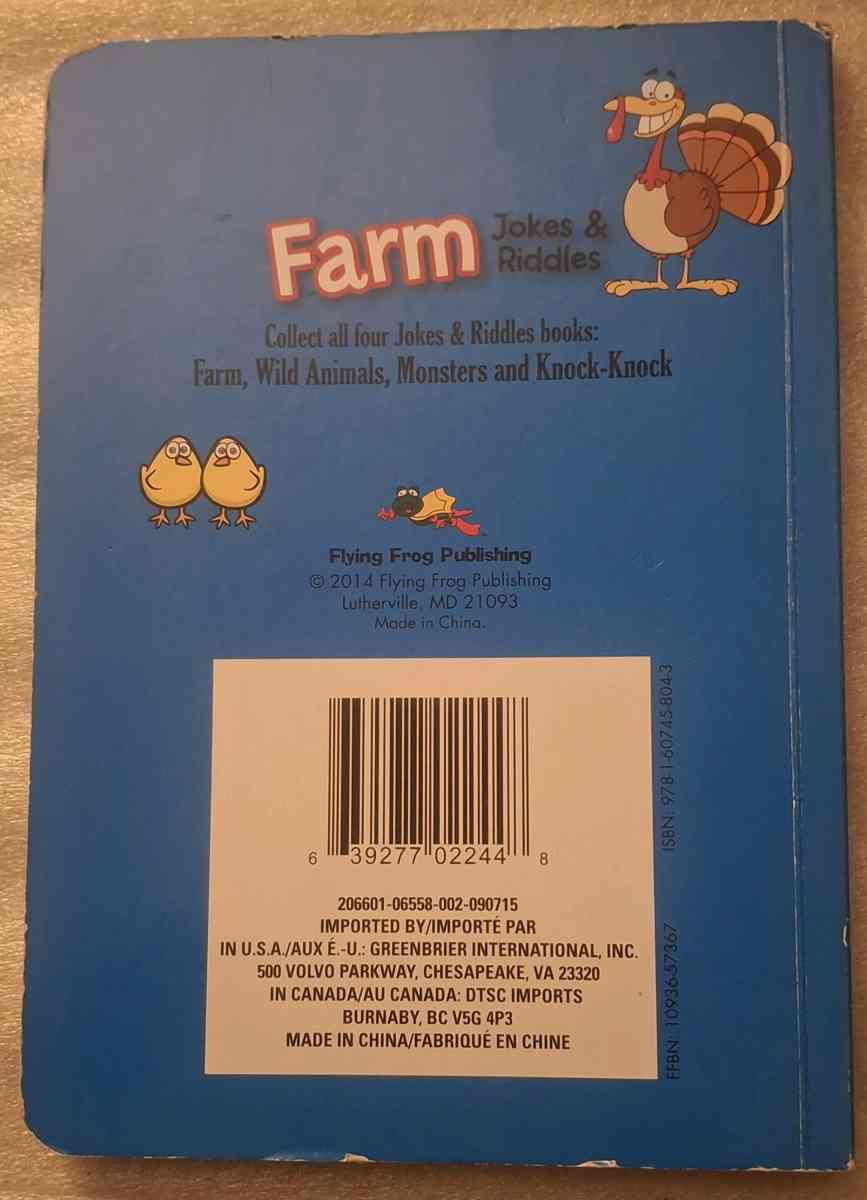 Farm Jokes &
Riddles
Collect all four Jokes & Riddles books:
Farm, Wild Animals, Monsters and Knock-Knock
Flying Frog Publishing
© 2014 Flying Frog Publishing
Lutherville, MD 21093
Made in China.
ISBN: 978-1-60745-804-3
6 39277 02244 8
206601-06558-002-090715
IMPORTED BY/IMPORTÉ PAR
IN U.S.A./AUX É.-U.: GREENBRIER INTERNATIONAL, INC.
500 VOLVO PARKWAY, CHESAPEAKE, VA 23320
IN CANADA/AU CANADA: DTSC IMPORTS
BURNABY, BC V5G 4P3
MADE IN CHINA/FABRIQUÉ EN CHINE
FFBN: 10936-57367